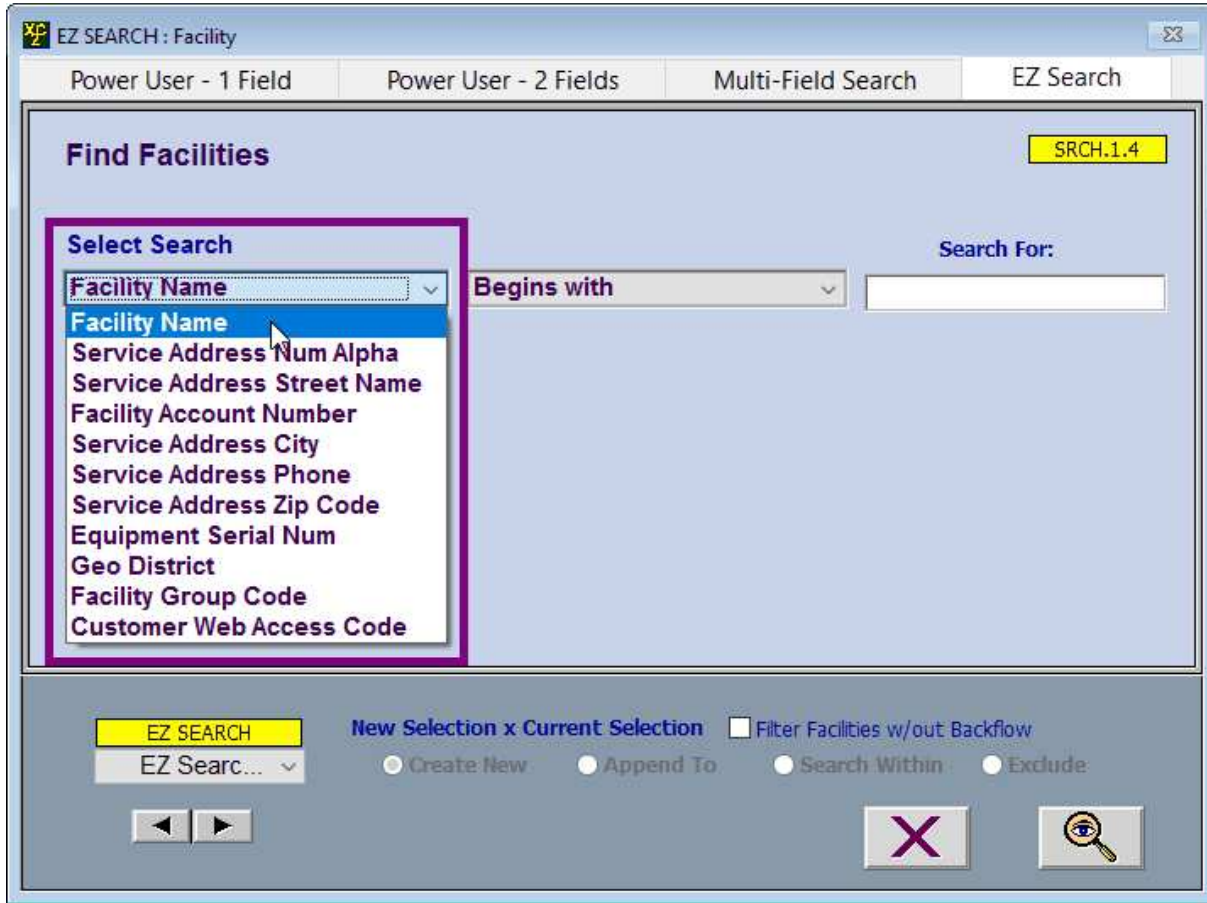 EZ SEARCH : Facility
Power User - 1 Field Power User - 2 Fields Multi-Field Search EZ Search
Find Facilities
SRCH.1.4
Select Search
Search For:
Facility Name Begins with
Facility Name
Service Address Num Alpha
Service Address Street Name
Facility Account Number
Service Address City
Service Address Phone
Service Address Zip Code
Equipment Serial Num
Geo District
Facility Group Code
Customer Web Access Code
EZ SEARCH
New Selection x Current Selection Filter Facilities w/out Backflow
EZ Searc... Create New Append To Search Within Exclude